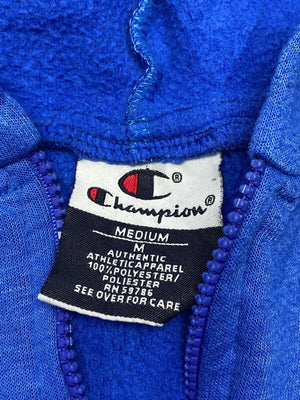 ®
Champion®
MEDIUM
M
AUTHENTIC
ATHLETIC APPAREL
100% POLYESTER/
POLIESTER
RN 59786
SEE OVER FOR CARE